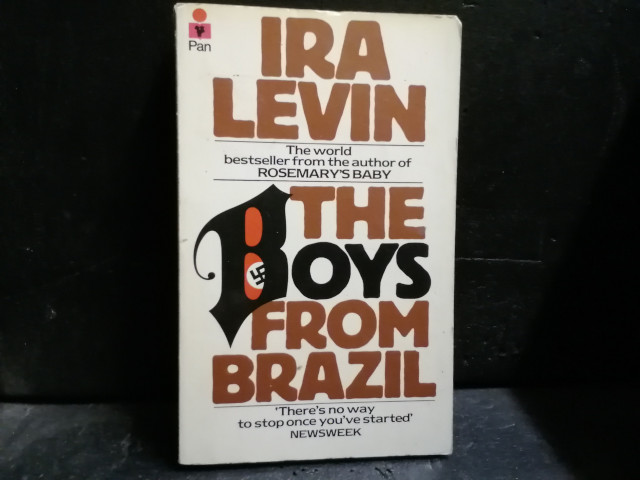 Pan
IRA
LEVIN
The world
bestseller from the author of
ROSEMARY'S BABY
THE
BOYS
FROM
BRAZIL
'There's no way
to stop once you've started'
NEWSWEEK